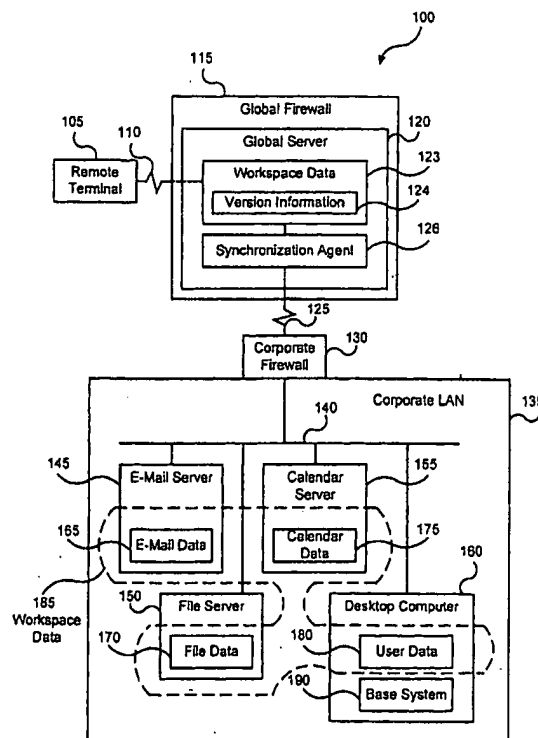 100
115
Global Firewall
120
Global Server
105
110
123
Remote
Terminal
Workspace Data
124
Version Information
126
Synchronization Agent
125
130
Corporate
Firewall
135
Corporate LAN
140
145
155
E-Mail Server
Calendar
Server
165
E-Mail Data
Calendar
Data
175
185
Workspace
Data
150
160
File Server
Desktop Computer
170
File Data
180
User Data
190
Base System